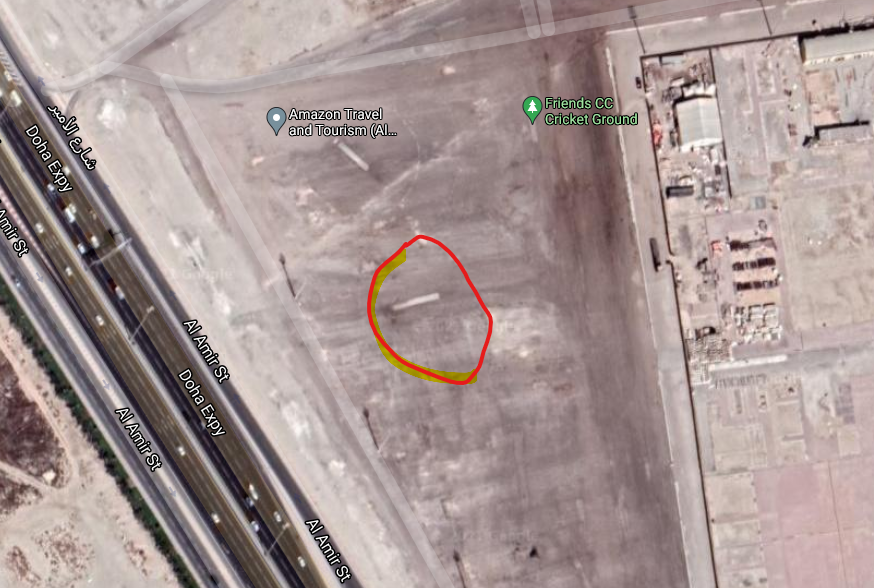 شارع الأمير
Doha Expy
Amazon Travel
and Tourism (Al...
Friends CC
Cricket Ground
Amir St
Al Amir St
Doha Expy
Al Amir St
Al Amir St
Google